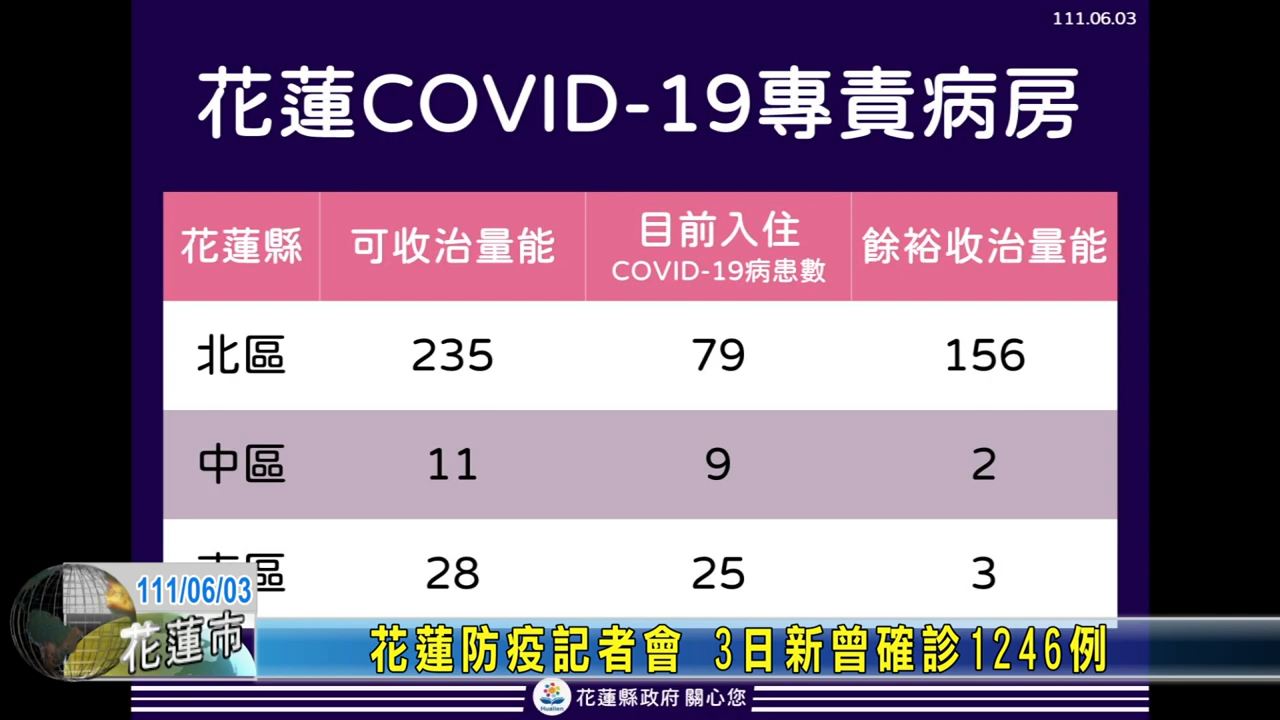 111.06.03
花蓮COVID-19專責病房
花蓮縣 可收治量能 目前入住 COVID-19病患數 餘裕收治量能
北區 235 79 156
中區 11 9 2
區 28 25 3
111/06/03
花蓮市
花蓮防疫記者會 3日新曾確診1246例
Hualien 花蓮縣政府 關心您